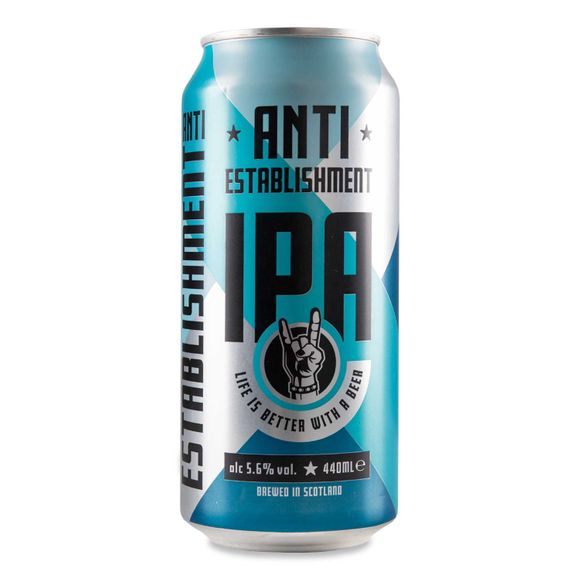 ANTI
ESTABLISHMENT
★ ANTI ★
ESTABLISHMENT
IPA
LIFE IS BETTER WITH A BEER
alc 5.6% vol. ★ 440ML℮
BREWED IN SCOTLAND